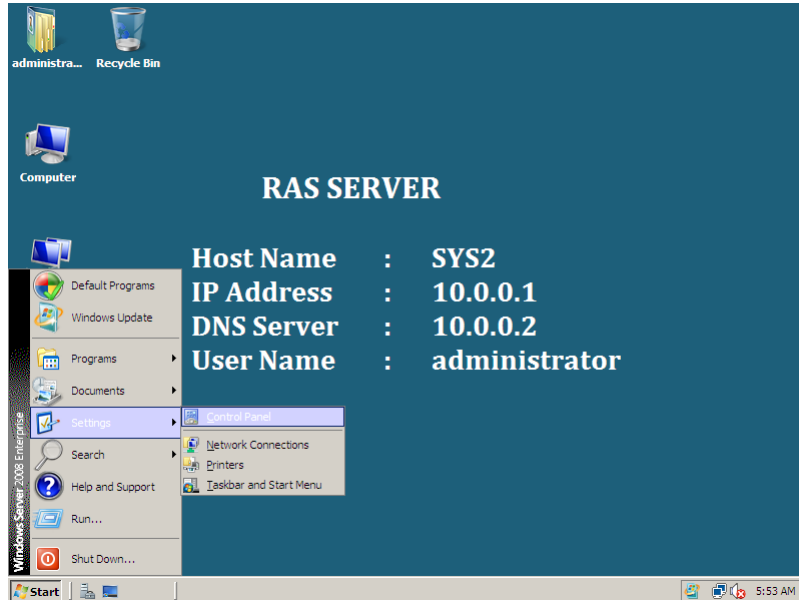 administra...
Recycle Bin
Computer
RAS SERVER
Host Name : SYS2
IP Address : 10.0.0.1
DNS Server : 10.0.0.2
User Name : administrator
Default Programs
Windows Update
Programs
Documents
Settings
Search
Help and Support
Run...
Shut Down...
Windows Server 2008 Enterprise
Control Panel
Network Connections
Printers
Taskbar and Start Menu
Start
5:53 AM